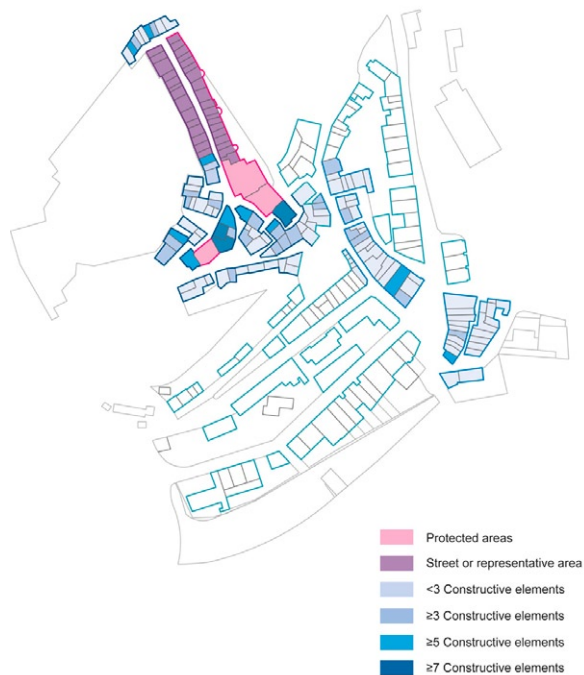 Protected areas
Street or representative area
<3 Constructive elements
≥3 Constructive elements
≥5 Constructive elements
≥7 Constructive elements